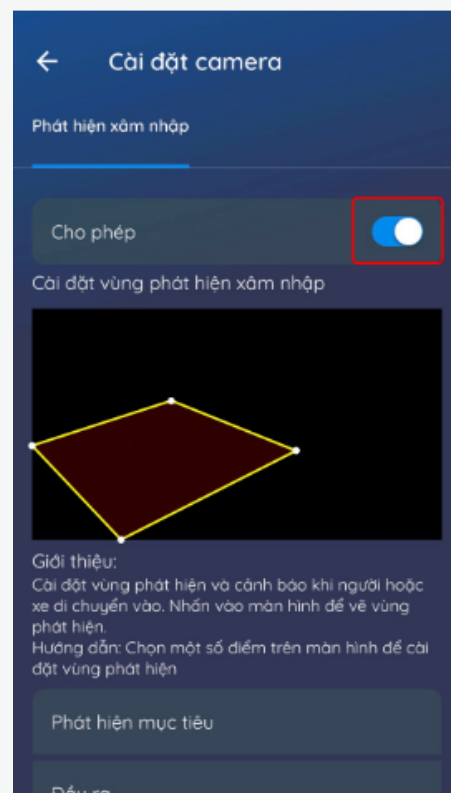 Cài đặt camera
Phát hiện xâm nhập
Cho phép
Cài đặt vùng phát hiện xâm nhập
Giới thiệu:
Cài đặt vùng phát hiện và cảnh báo khi người hoặc
xe di chuyển vào. Nhấn vào màn hình để vẽ vùng
phát hiện.
Hướng dẫn: Chọn một số điểm trên màn hình để cài
đặt vùng phát hiện
Phát hiện mục tiêu